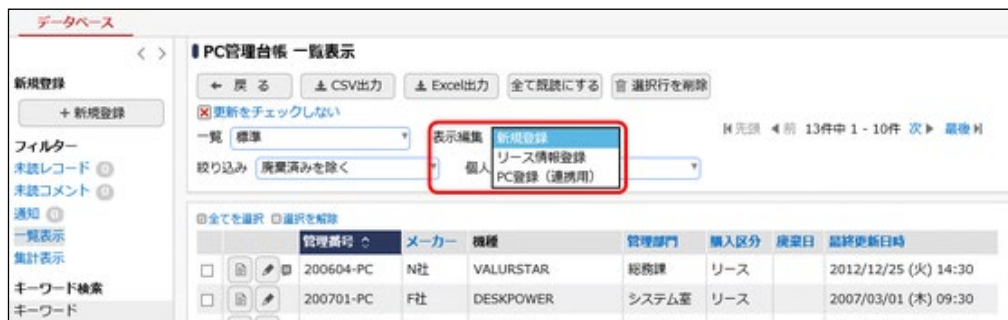 データベース
新規登録
+ 新規登録
フィルター
未読レコード 0
未読コメント 0
通知 0
一覧表示
集計表示
キーワード検索
キーワード
PC管理台帳 一覧表示
戻 る CSV出力 Excel出力 全て既読にする 選択行を削除
更新をチェックしない
一覧 標準 表示編集 新規登録 先頭 前 13件中 1 - 10件 次 最後
リース情報登録
絞り込み 廃棄済みを除く 個人 PC登録（連携用）
全てを選択 選択を解除
管理番号 メーカー 機種 管理部門 購入区分 廃棄日 最終更新日時
200604-PC N社 VALURSTAR 総務課 リース 2012/12/25 (火) 14:30
200701-PC F社 DESKPOWER システム室 リース 2007/03/01 (木) 09:30